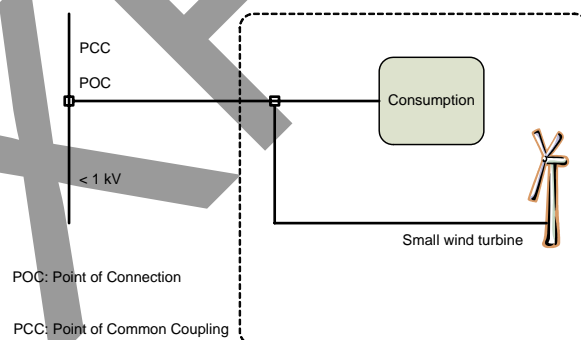 PCC
POC
Consumption
< 1 kV
Small wind turbine
POC: Point of Connection
PCC: Point of Common Coupling